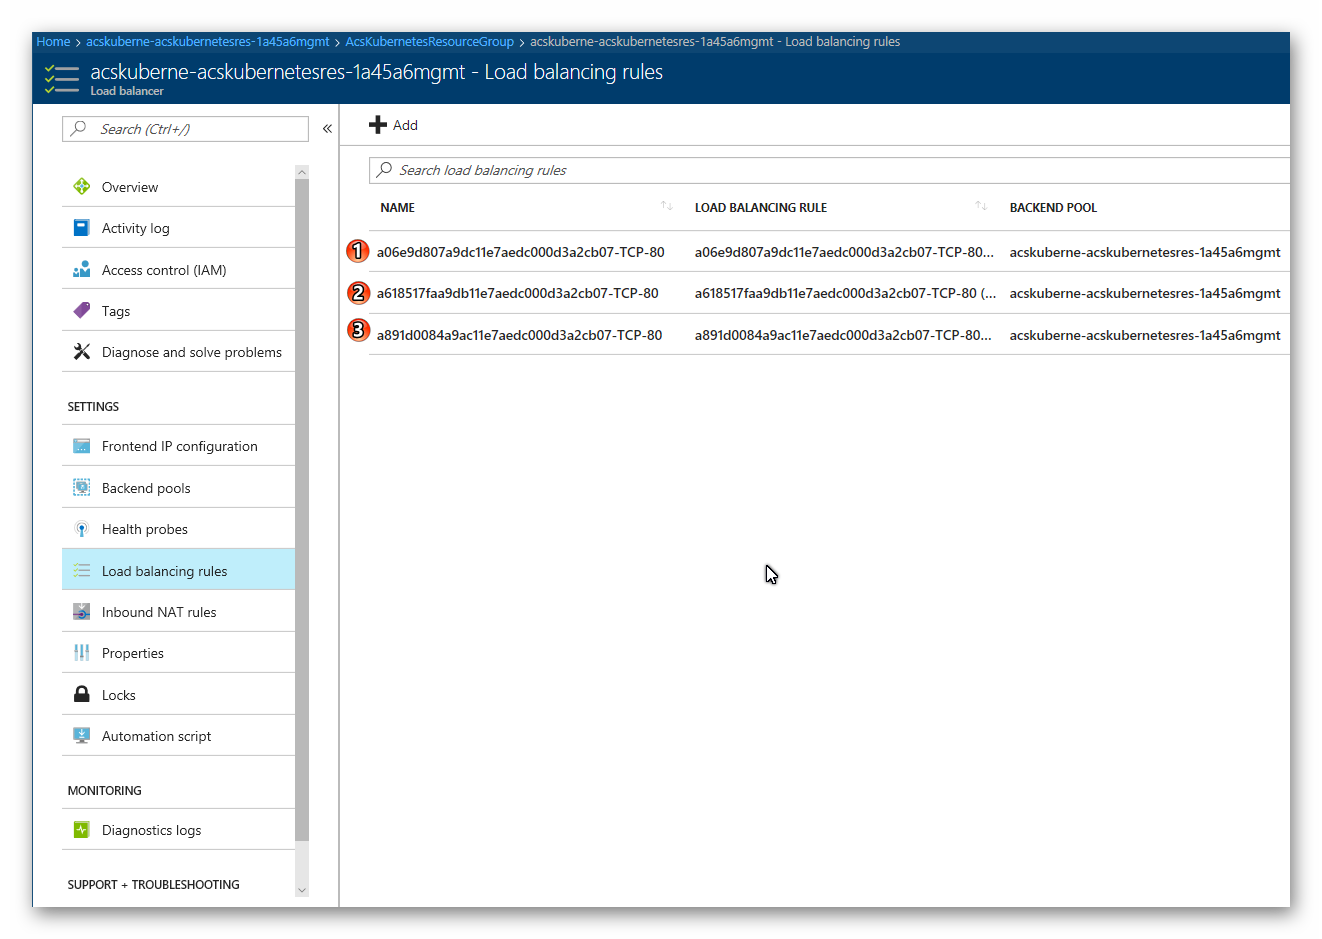 Home > acskuberne-acskubernetesres-1a45a6mgmt > AcsKubernetesResourceGroup > acskuberne-acskubernetesres-1a45a6mgmt - Load balancing rules
acskuberne-acskubernetesres-1a45a6mgmt - Load balancing rules
Load balancer
Search (Ctrl+/)
«
Overview
Activity log
Access control (IAM)
Tags
Diagnose and solve problems
SETTINGS
Frontend IP configuration
Backend pools
Health probes
Load balancing rules
Inbound NAT rules
Properties
Locks
Automation script
MONITORING
Diagnostics logs
SUPPORT + TROUBLESHOOTING
Add
Search load balancing rules
NAME LOAD BALANCING RULE BACKEND POOL
1 a06e9d807a9dc11e7aedc000d3a2cb07-TCP-80 a06e9d807a9dc11e7aedc000d3a2cb07-TCP-80... acskuberne-acskubernetesres-1a45a6mgmt
2 a618517faa9db11e7aedc000d3a2cb07-TCP-80 a618517faa9db11e7aedc000d3a2cb07-TCP-80 (... acskuberne-acskubernetesres-1a45a6mgmt
3 a891d0084a9ac11e7aedc000d3a2cb07-TCP-80 a891d0084a9ac11e7aedc000d3a2cb07-TCP-80... acskuberne-acskubernetesres-1a45a6mgmt